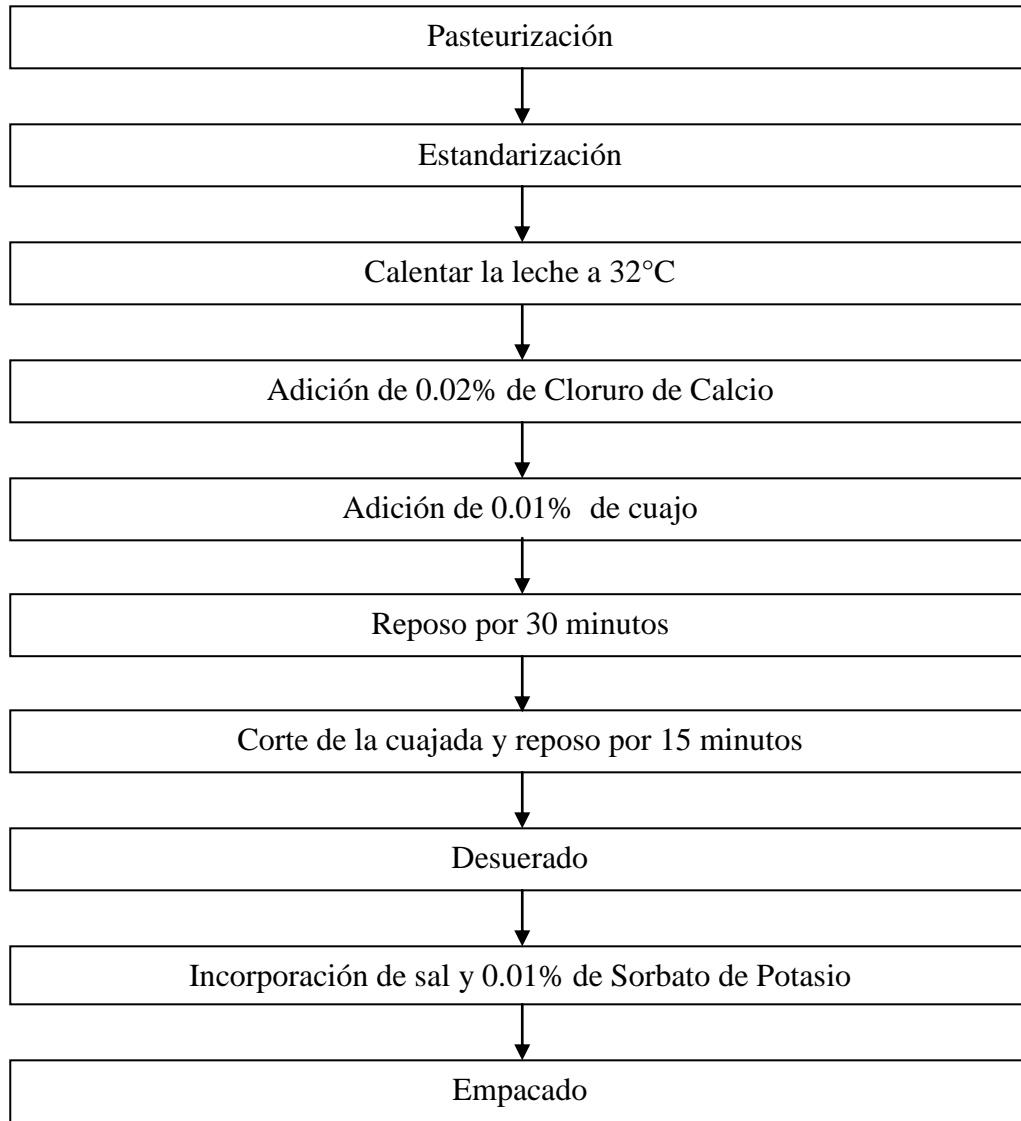 Pasteurización
Estandarización
Calentar la leche a 32°C
Adición de 0.02% de Cloruro de Calcio
Adición de 0.01%  de cuajo
Reposo por 30 minutos
Corte de la cuajada y reposo por 15 minutos
Desuerado
Incorporación de sal y 0.01% de Sorbato de Potasio
Empacado